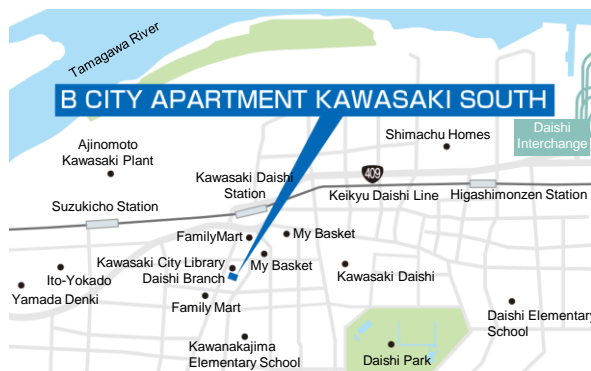 Tamagawa River
B CITY APARTMENT KAWASAKI SOUTH
Daishi
Interchange
Shimachu Homes
Ajinomoto
Kawasaki Plant
409
Kawasaki Daishi
Station
Keikyu Daishi Line
Higashimonzen Station
Suzukicho Station
FamilyMart
My Basket
Kawasaki City Library
Daishi Branch
My Basket
Kawasaki Daishi
Ito-Yokado
Yamada Denki
Family Mart
Daishi Elementary
School
Kawanakajima
Elementary School
Daishi Park